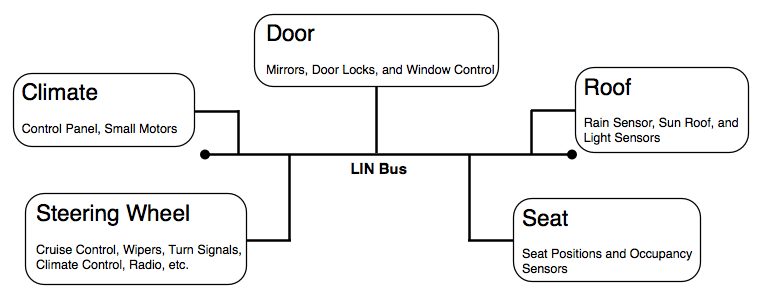 Door
Mirrors, Door Locks, and Window Control
Climate
Control Panel, Small Motors
Roof
Rain Sensor, Sun Roof, and
Light Sensors
LIN Bus
Steering Wheel
Cruise Control, Wipers, Turn Signals,
Climate Control, Radio, etc.
Seat
Seat Positions and Occupancy
Sensors